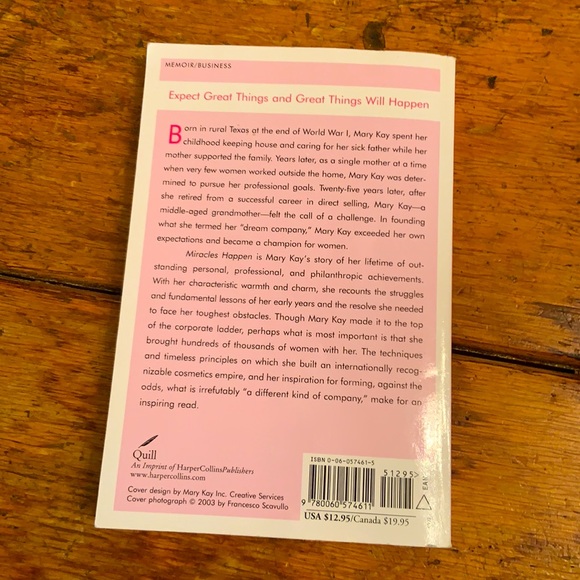 MEMOIR/BUSINESS
Expect Great Things and Great Things Will Happen
Born in rural Texas at the end of World War I, Mary Kay spent her
childhood keeping house and caring for her sick father while her
mother supported the family. Years later, as a single mother at a time
when very few women worked outside the home, Mary Kay was deter-
mined to pursue her professional goals. Twenty-five years later, after
she retired from a successful career in direct selling, Mary Kay—a
middle-aged grandmother—felt the call of a challenge. In founding
what she termed her "dream company," Mary Kay exceeded her own
expectations and became a champion for women.
Miracles Happen is Mary Kay's story of her lifetime of out-
standing personal, professional, and philanthropic achievements.
With her characteristic warmth and charm, she recounts the struggles
and fundamental lessons of her early years and the resolve she needed
to face her toughest obstacles. Though Mary Kay made it to the top
of the corporate ladder, perhaps what is most important is that she
brought hundreds of thousands of women with her. The techniques
and timeless principles on which she built an internationally recog-
nizable cosmetics empire, and her inspiration for forming, against the
odds, what is irrefutably "a different kind of company," make for an
inspiring read.
Quill
An Imprint of HarperCollinsPublishers
www.harpercollins.com
Cover design by Mary Kay Inc. Creative Services
Cover photograph © 2003 by Francesco Scavullo
ISBN 0-06-057461-5
51295>
9 780060 574611
EAN
USA $12.95/Canada $19.95